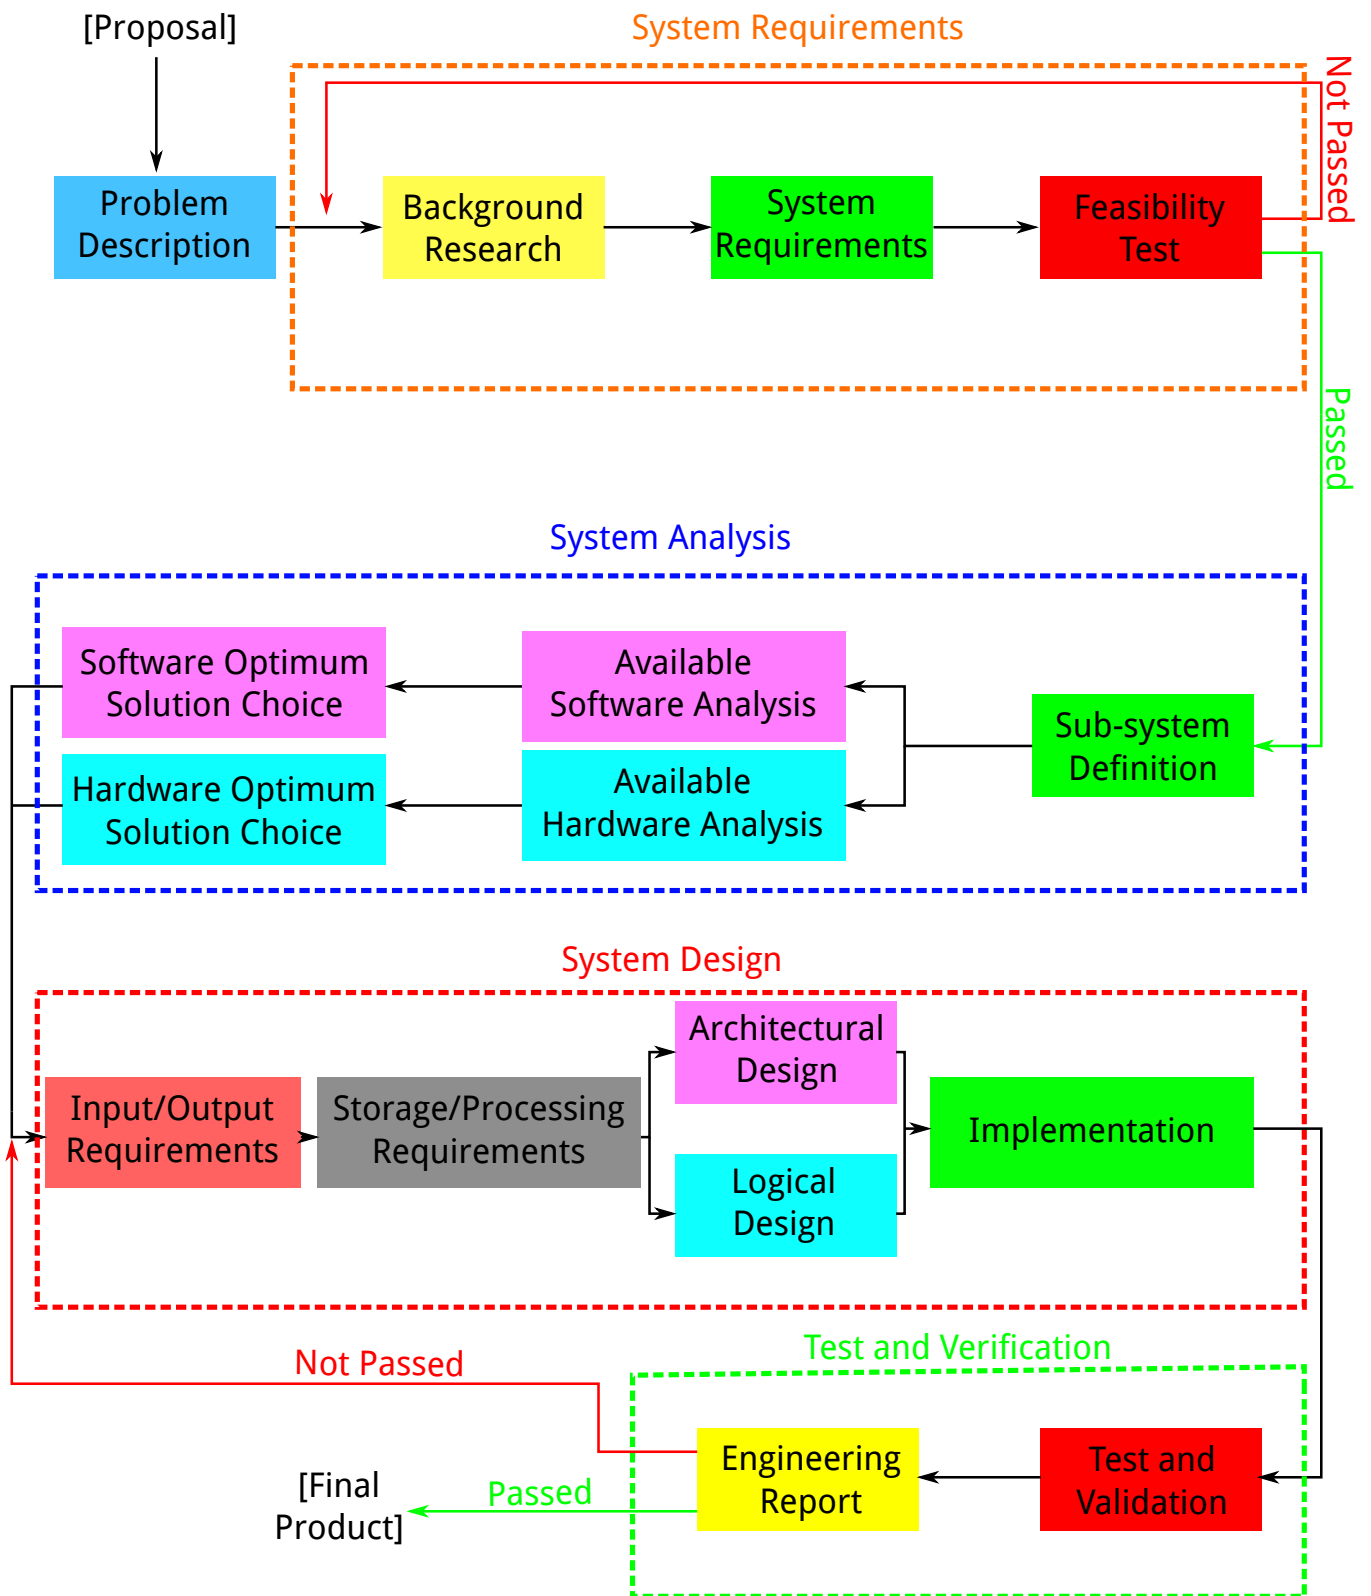 [Proposal]
System Requirements
Not Passed
Problem
Description
Background
Research
System
Requirements
Feasibility
Test
Passed
System Analysis
Software Optimum
Solution Choice
Available
Software Analysis
Sub-system
Definition
Hardware Optimum
Solution Choice
Available
Hardware Analysis
System Design
Architectural
Design
Input/Output
Requirements
Storage/Processing
Requirements
Implementation
Logical
Design
Test and Verification
Not Passed
Engineering
Report
Test and
Validation
[Final
Product]
Passed